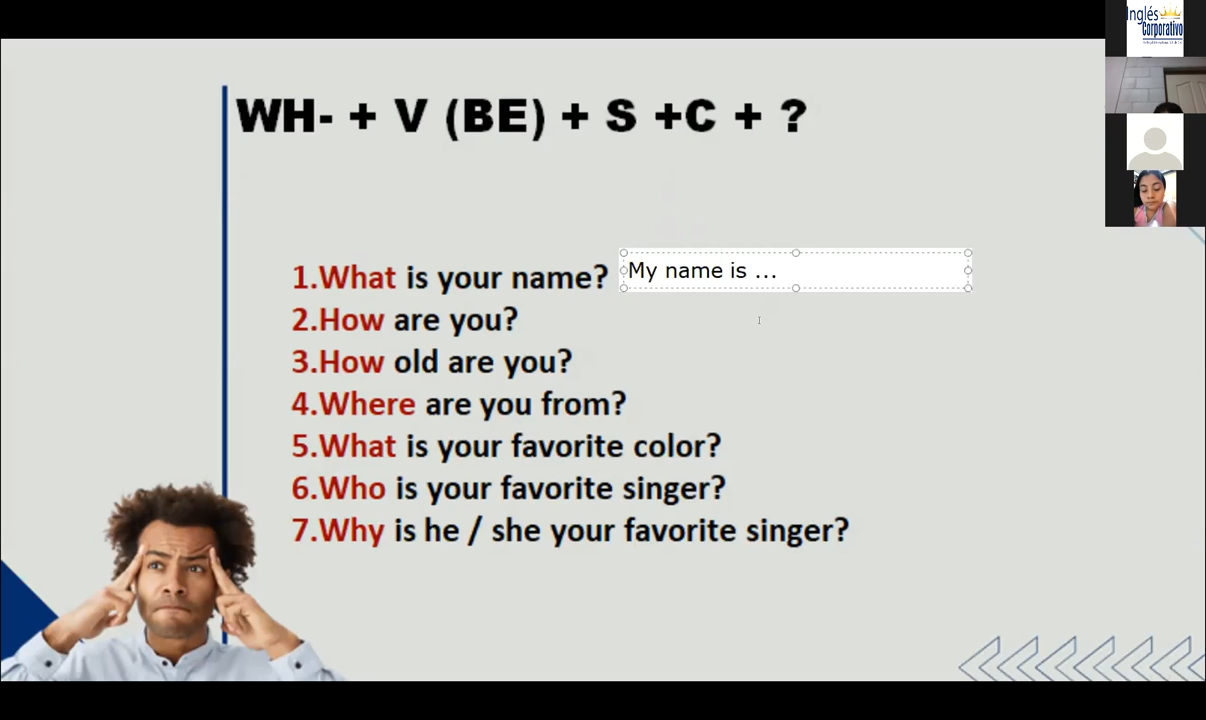 Inglés
Corporativo
WH- + V (BE) + S +C + ?
1.What is your name? My name is ...
2.How are you?
3.How old are you?
4.Where are you from?
5.What is your favorite color?
6.Who is your favorite singer?
7.Why is he / she your favorite singer?